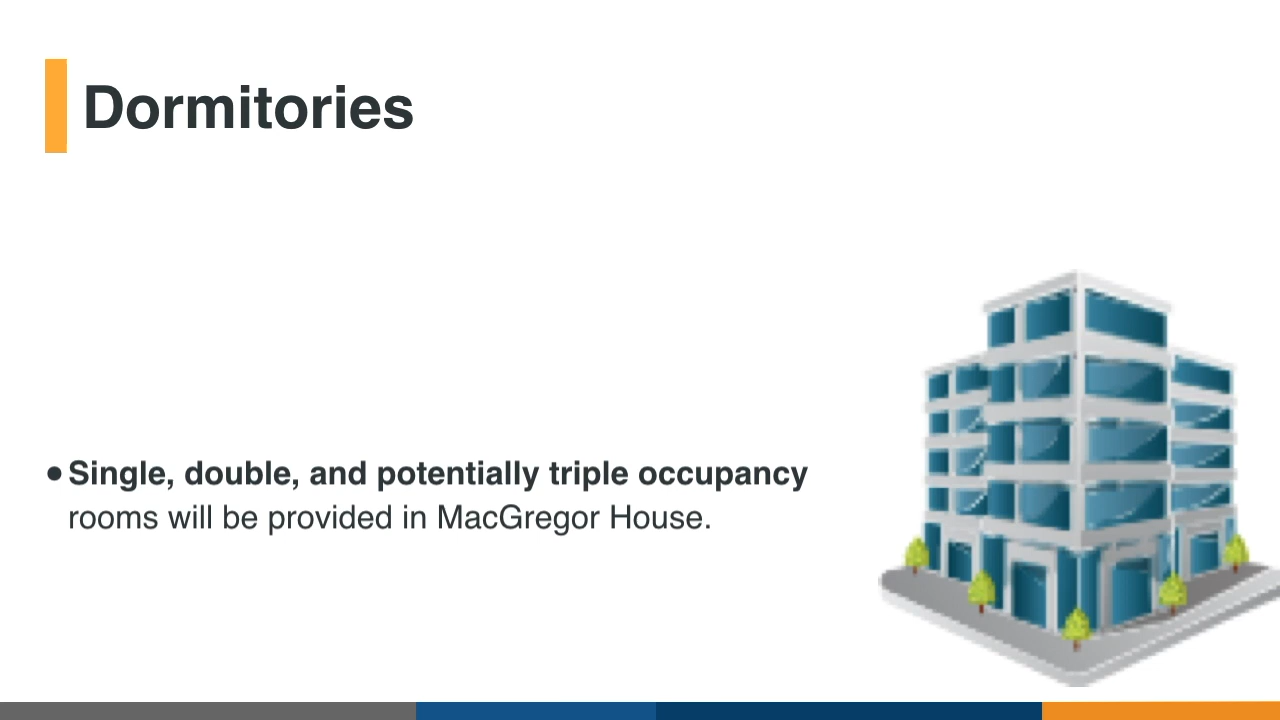 Dormitories
● Single, double, and potentially triple occupancy
rooms will be provided in MacGregor House.